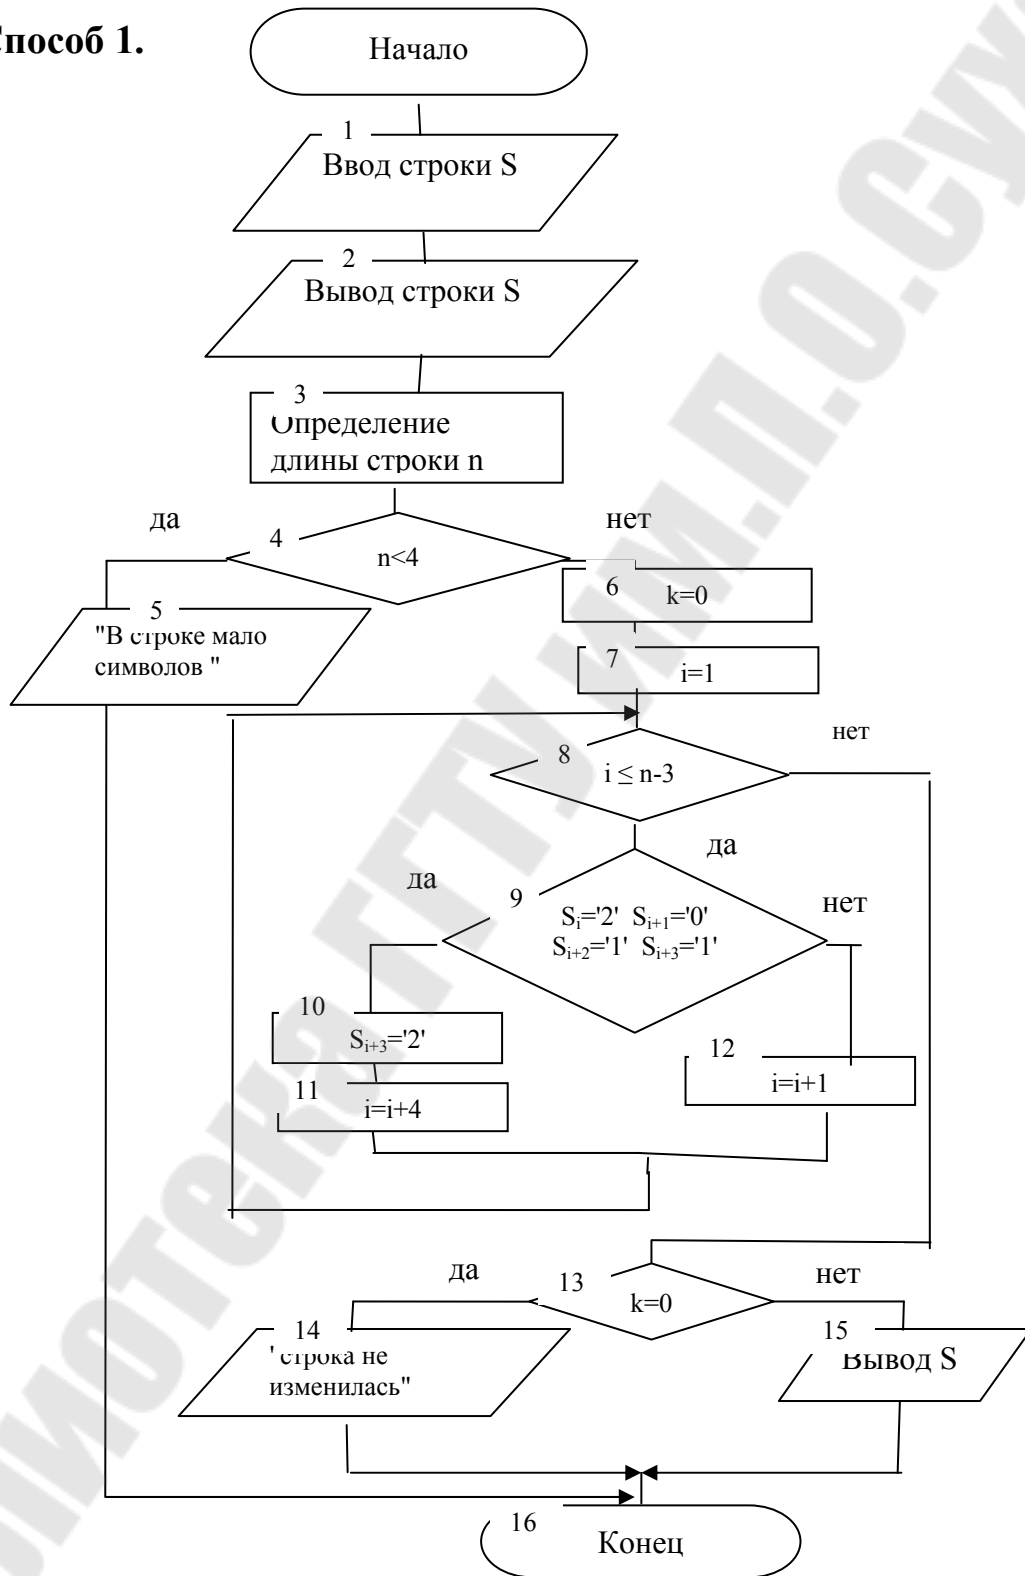 Способ 1.
Начало
1
Ввод строки S
2
Вывод строки S
3
Определение
длины строки n
да
нет
4
n<4
5
"В строке мало
символов "
6
k=0
7
i=1
нет
8
i ≤ n-3
да
да
9
нет
Si='2' Si+1='0'
Si+2='1' Si+3='1'
10
Si+3='2'
11
i=i+4
12
i=i+1
да
13
нет
k=0
14
"строка не
изменилась"
15
Вывод S
16
Конец